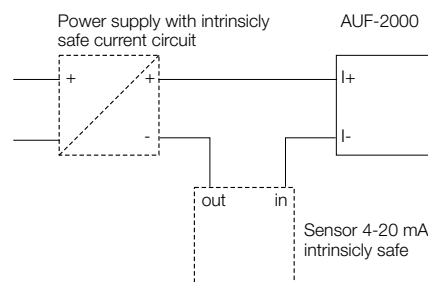 Power supply with intrinsicly
safe current circuit
AUF-2000
+
+
I+
-
I-
out
in
Sensor 4-20 mA
intrinsicly safe